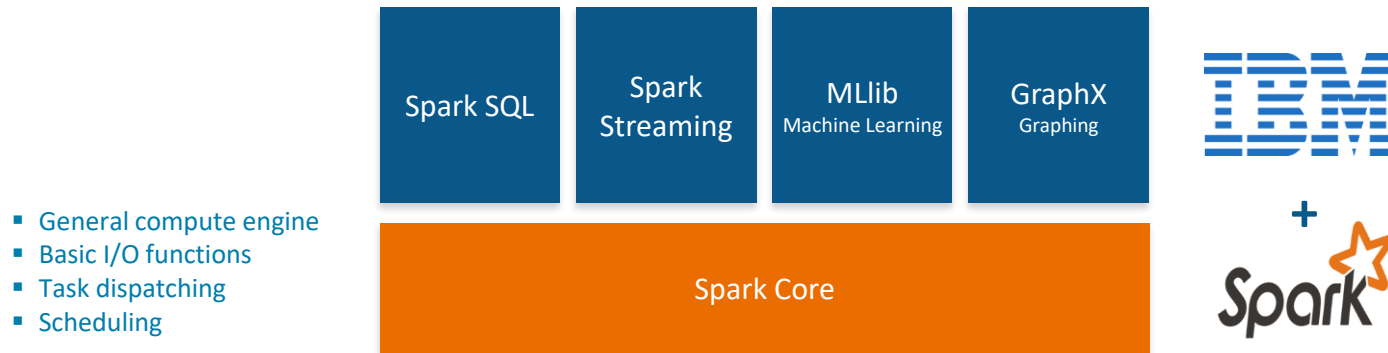 Spark SQL
Spark
Streaming
MLlib
Machine Learning
GraphX
Graphing
IBM
▪ General compute engine
▪ Basic I/O functions
▪ Task dispatching
▪ Scheduling
Spark Core
+
Spark